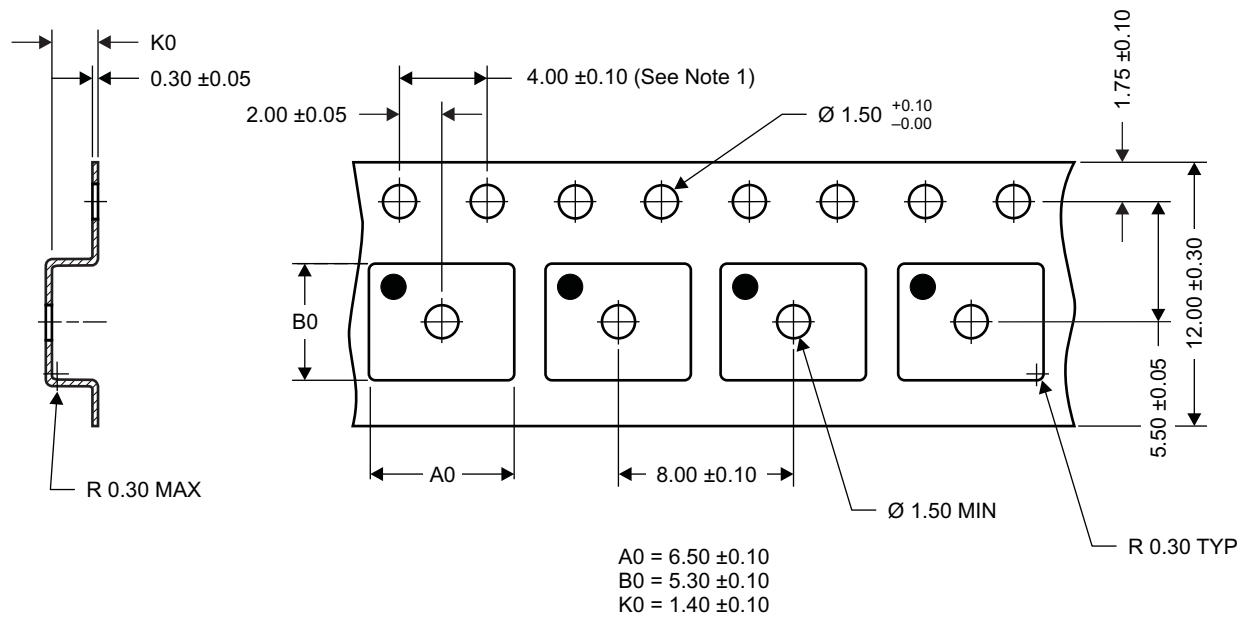 K0
0.30 ±0.05
4.00 ±0.10 (See Note 1)
2.00 ±0.05
Ø 1.50 +0.10 –0.00
1.75 ±0.10
B0
12.00 ±0.30
5.50 ±0.05
A0
8.00 ±0.10
R 0.30 MAX
Ø 1.50 MIN
R 0.30 TYP
A0 = 6.50 ±0.10
B0 = 5.30 ±0.10
K0 = 1.40 ±0.10